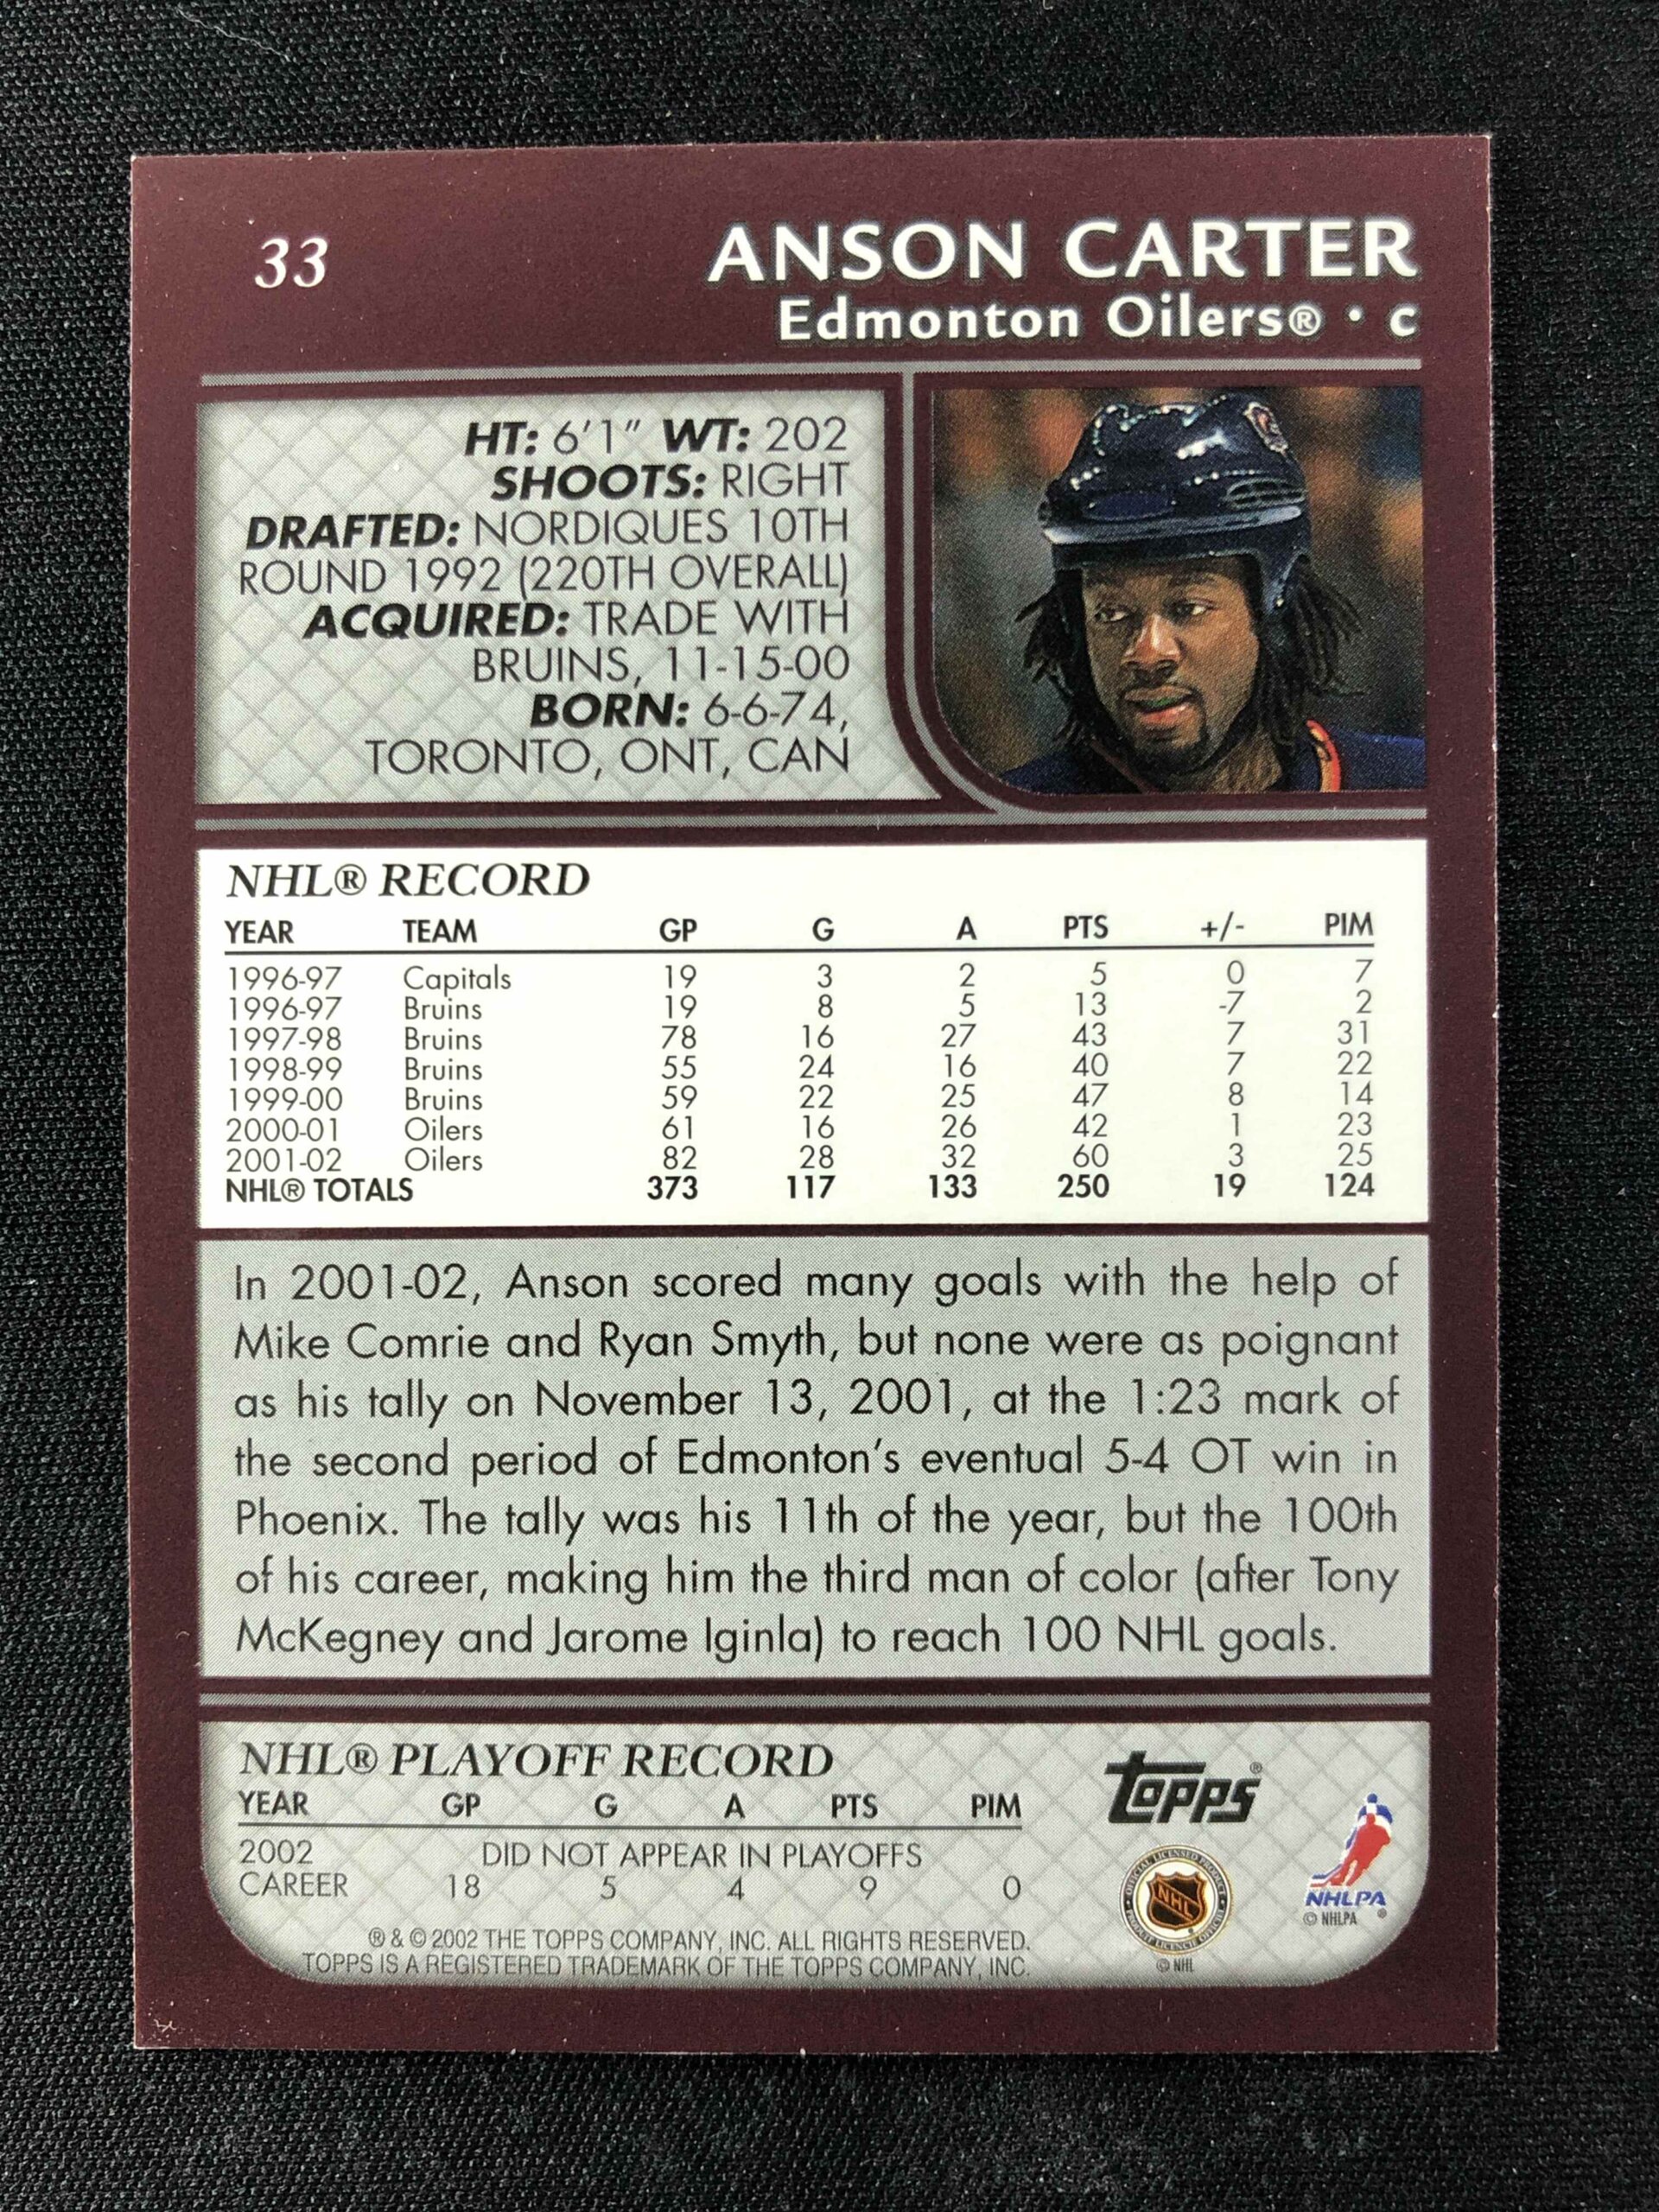 33
ANSON CARTER
Edmonton Oilers® • C
HT: 6'1" WT: 202
SHOOTS: RIGHT
DRAFTED: NORDIQUES 10TH
ROUND 1992 (220TH OVERALL)
ACQUIRED: TRADE WITH
BRUINS, 11-15-00
BORN: 6-6-74,
TORONTO, ONT, CAN
NHL® RECORD
YEAR TEAM GP G A PTS +/- PIM
1996-97 Capitals 19 3 2 5 0 7
1996-97 Bruins 19 8 5 13 -7 2
1997-98 Bruins 78 16 27 43 7 31
1998-99 Bruins 55 24 16 40 7 22
1999-00 Bruins 59 22 25 47 8 14
2000-01 Oilers 61 16 26 42 1 23
2001-02 Oilers 82 28 32 60 3 25
NHL® TOTALS 373 117 133 250 19 124
In 2001-02, Anson scored many goals with the help of
Mike Comrie and Ryan Smyth, but none were as poignant
as his tally on November 13, 2001, at the 1:23 mark of
the second period of Edmonton's eventual 5-4 OT win in
Phoenix. The tally was his 11th of the year, but the 100th
of his career, making him the third man of color (after Tony
McKegney and Jarome Iginla) to reach 100 NHL goals.
NHL® PLAYOFF RECORD
YEAR GP G A PTS PIM
2002 DID NOT APPEAR IN PLAYOFFS
CAREER 18 5 4 9 0
® & © 2002 THE TOPPS COMPANY, INC. ALL RIGHTS RESERVED.
TOPPS IS A REGISTERED TRADEMARK OF THE TOPPS COMPANY, INC.
topps®
OFFICIAL LICENSED PRODUCT
NHL
© NHL
NHLPA®
© NHLPA